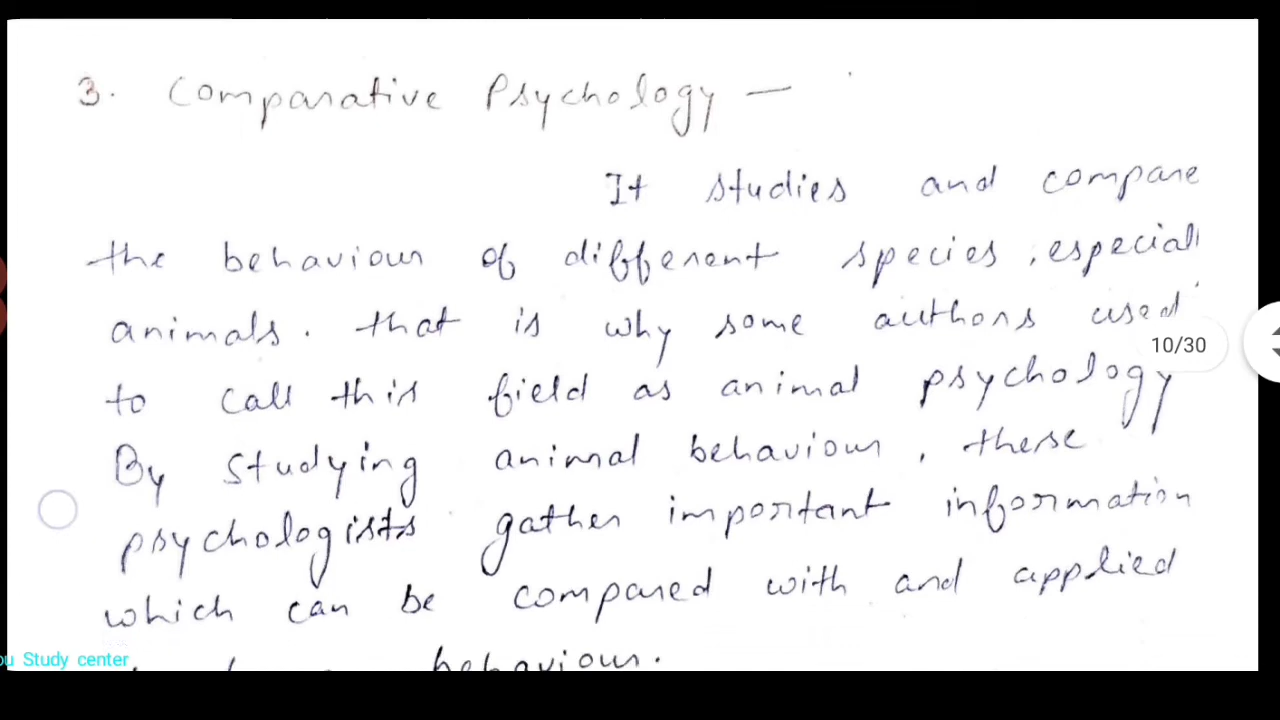 3. Comparative Psychology —
It studies and compare
the behaviour of different species, especiall
animals. that is why some authors used
to call this field as animal psychology
By studying animal behaviour, these
psychologists gather important information
which can be compared with and applied
behaviour.
10/30
ou Study center